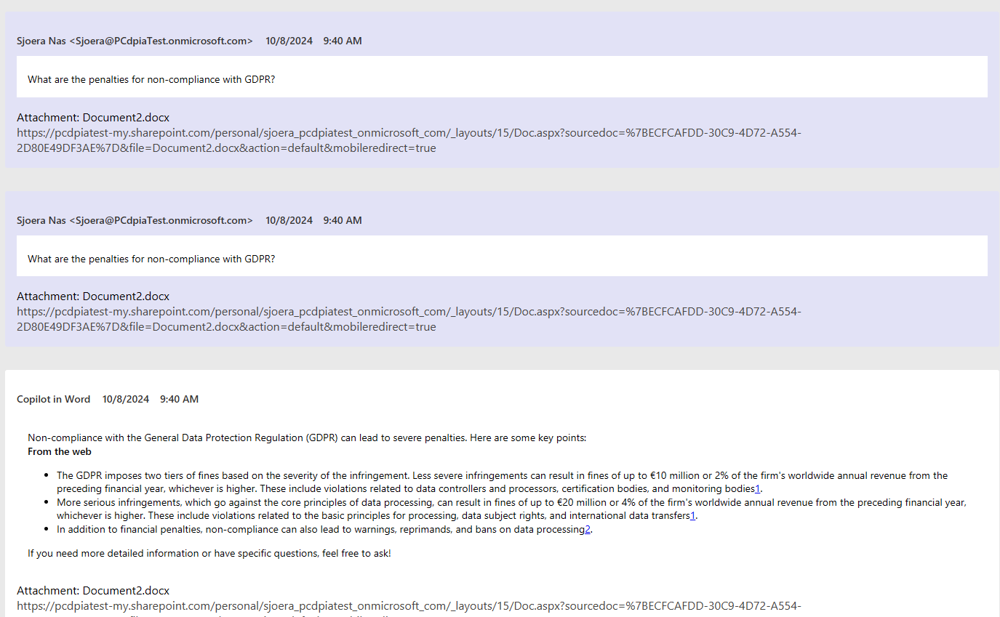 Sjoera Nas <Sjoera@PCdpiaTest.onmicrosoft.com> 10/8/2024 9:40 AM
What are the penalties for non-compliance with GDPR?
Attachment: Document2.docx
https://pcdpiatest-my.sharepoint.com/personal/sjoera_pcdpiatest_onmicrosoft_com/_layouts/15/Doc.aspx?sourcedoc=%7BECFCAFDD-30C9-4D72-A554-
2D80E49DF3AE%7D&file=Document2.docx&action=default&mobileredirect=true
Sjoera Nas <Sjoera@PCdpiaTest.onmicrosoft.com> 10/8/2024 9:40 AM
What are the penalties for non-compliance with GDPR?
Attachment: Document2.docx
https://pcdpiatest-my.sharepoint.com/personal/sjoera_pcdpiatest_onmicrosoft_com/_layouts/15/Doc.aspx?sourcedoc=%7BECFCAFDD-30C9-4D72-A554-
2D80E49DF3AE%7D&file=Document2.docx&action=default&mobileredirect=true
Copilot in Word 10/8/2024 9:40 AM
Non-compliance with the General Data Protection Regulation (GDPR) can lead to severe penalties. Here are some key points:
From the web
• The GDPR imposes two tiers of fines based on the severity of the infringement. Less severe infringements can result in fines of up to €10 million or 2% of the firm's worldwide annual revenue from the
preceding financial year, whichever is higher. These include violations related to data controllers and processors, certification bodies, and monitoring bodies1.
• More serious infringements, which go against the core principles of data processing, can result in fines of up to €20 million or 4% of the firm's worldwide annual revenue from the preceding financial year,
whichever is higher. These include violations related to the basic principles for processing, data subject rights, and international data transfers1.
• In addition to financial penalties, non-compliance can also lead to warnings, reprimands, and bans on data processing2.
If you need more detailed information or have specific questions, feel free to ask!
Attachment: Document2.docx
https://pcdpiatest-my.sharepoint.com/personal/sjoera_pcdpiatest_onmicrosoft_com/_layouts/15/Doc.aspx?sourcedoc=%7BECFCAFDD-30C9-4D72-A554-